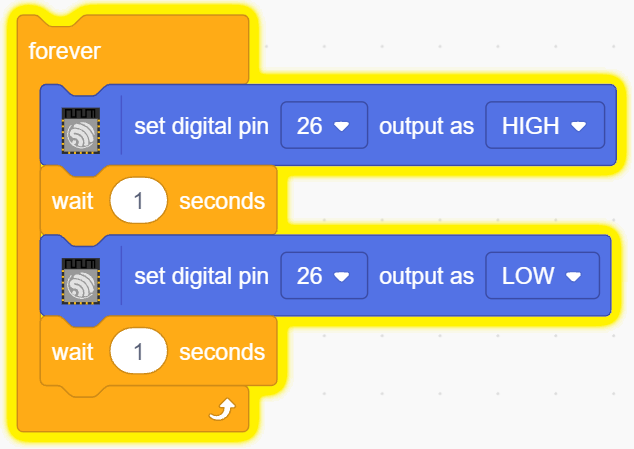 forever
set digital pin 26 output as HIGH
wait 1 seconds
set digital pin 26 output as LOW
wait 1 seconds